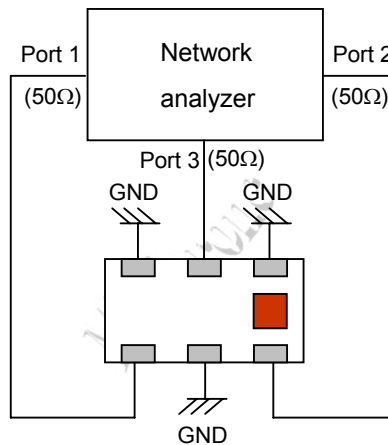 Port 1
Network
analyzer
Port 2
(50Ω)
(50Ω)
Port 3 (50Ω)
GND
GND
GND